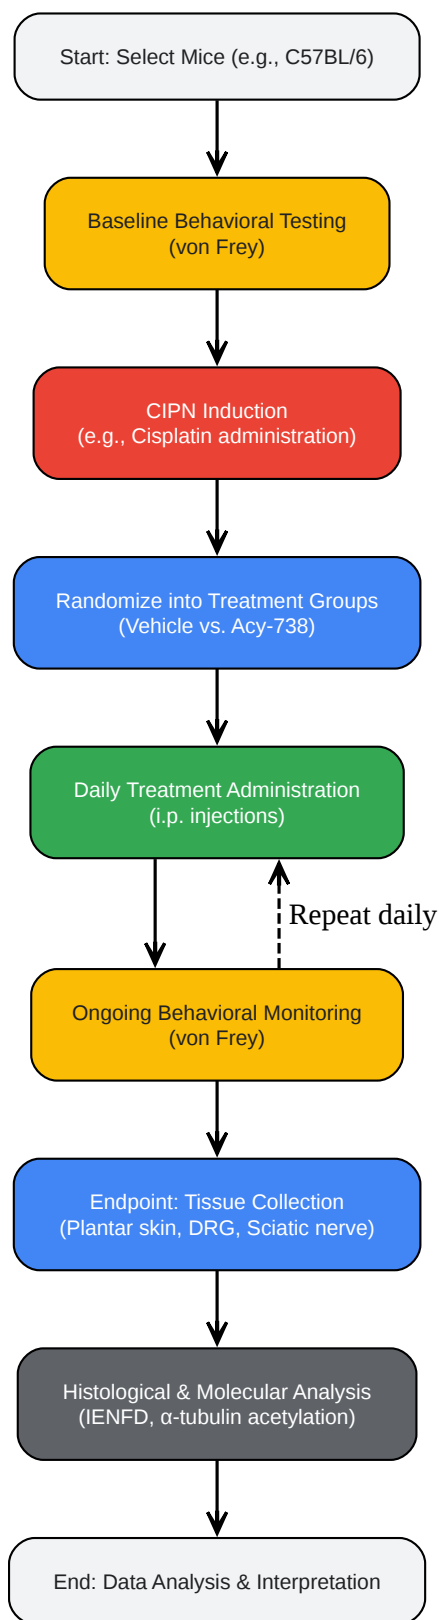 Start: Select Mice (e.g., C57BL/6)
Baseline Behavioral Testing
(von Frey)
CIPN Induction
(e.g., Cisplatin administration)
Randomize into Treatment Groups
(Vehicle vs. Acy-738)
Daily Treatment Administration
(i.p. injections)
Repeat daily
Ongoing Behavioral Monitoring
(von Frey)
Endpoint: Tissue Collection
(Plantar skin, DRG, Sciatic nerve)
Histological & Molecular Analysis
(IENFD, α-tubulin acetylation)
End: Data Analysis & Interpretation